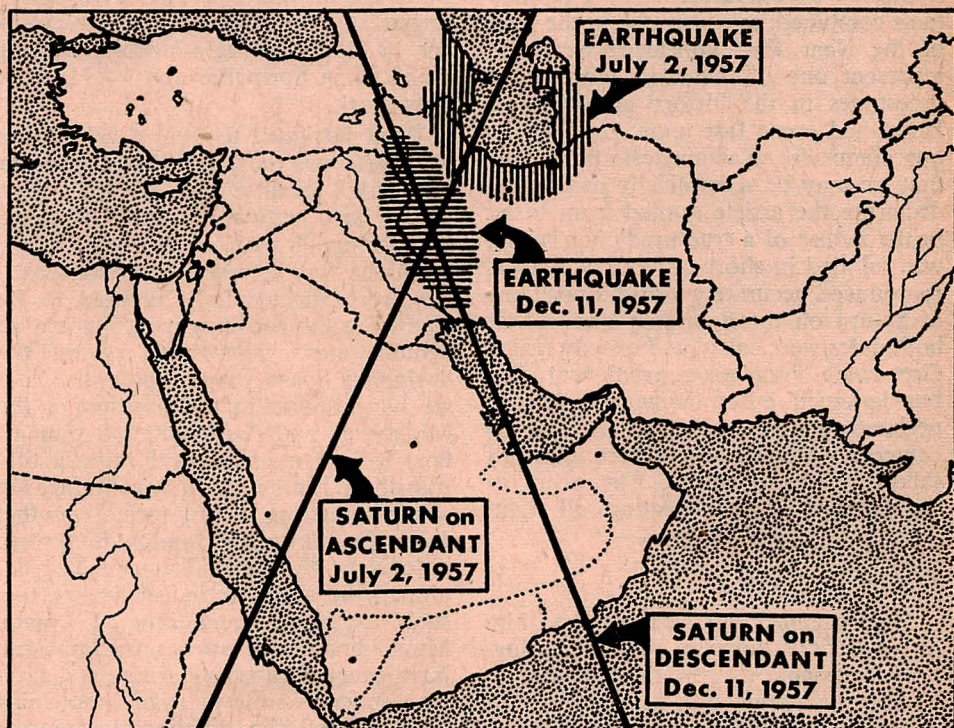 EARTHQUAKE
July 2, 1957
EARTHQUAKE
Dec. 11, 1957
SATURN on
ASCENDANT
July 2, 1957
SATURN on
DESCENDANT
Dec. 11, 1957